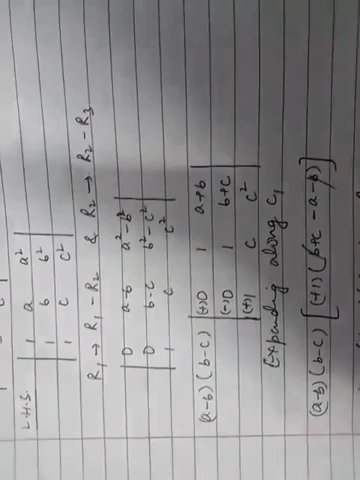 L.H.S.
| 1 a a² |
| 1 b b² |
| 1 c c² |
R₁ → R₁ - R₂ & R₂ → R₂ - R₃
| 0 a-b a²-b² |
| 0 b-c b²-c² |
| 1 c c² |
(a-b) (b-c) | (+)0 1 a+b |
| (-)0 1 b+c |
| (+)1 c c² |
Expanding along C₁
(a-b) (b-c) [ (+1) (b+c - a-b) ]